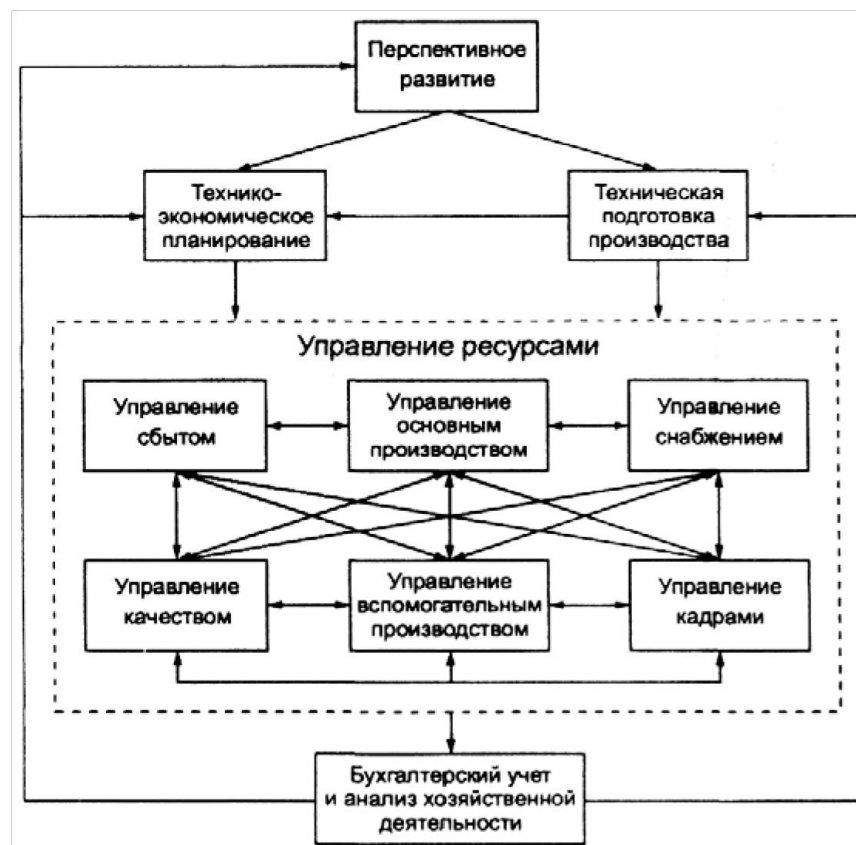 Перспективное
развитие
Технико-
экономическое
планирование
Техническая
подготовка
производства
Управление ресурсами
Управление
сбытом
Управление
основным
производством
Управление
снабжением
Управление
качеством
Управление
вспомогательным
производством
Управление
кадрами
Бухгалтерский учет
и анализ хозяйственной
деятельности